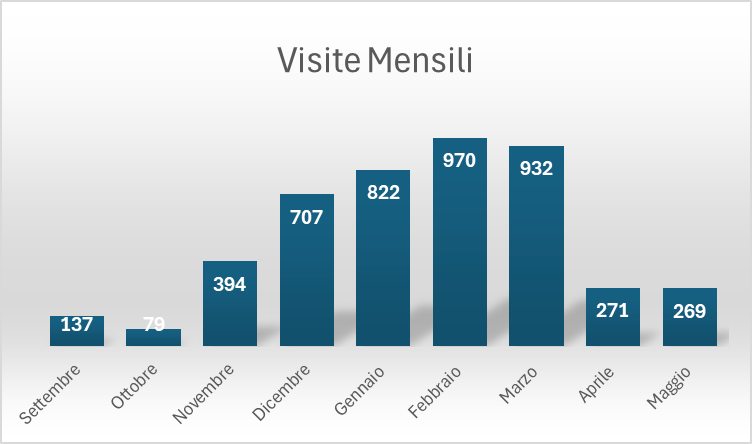 Visite Mensili
137
79
394
707
822
970
932
271
269
Settembre
Ottobre
Novembre
Dicembre
Gennaio
Febbraio
Marzo
Aprile
Maggio